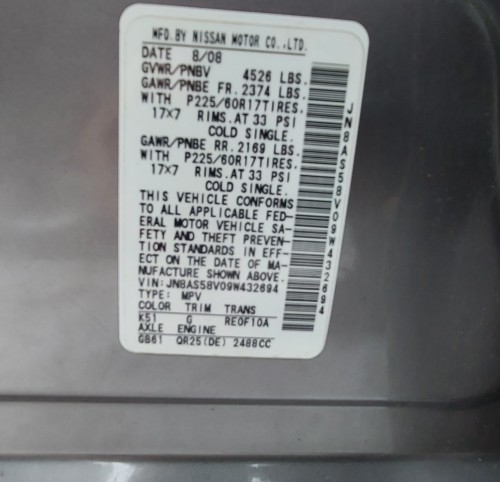 MFD.BY NISSAN MOTOR CO.,LTD.
DATE 8/08
GVWR/PNBV 4526 LBS.
GAWR/PNBE FR. 2374 LBS.
WITH P225/60R17TIRES.
17×7 RIMS.AT 33 PSI
COLD SINGLE.
GAWR/PNBE RR. 2169 LBS.
WITH P225/60R17TIRES.
17×7 RIMS.AT 33 PSI
COLD SINGLE.
THIS VEHICLE CONFORMS
TO ALL APPLICABLE FED-
ERAL MOTOR VEHICLE SA-
FETY AND THEFT PREVEN-
TION STANDARDS IN EFF-
ECT ON THE DATE OF MA-
NUFACTURE SHOWN ABOVE.
VIN:JN8AS58V09W432694
TYPE: MPV
COLOR TRIM TRANS
K51 G RE0F10A
AXLE ENGINE
GB61 QR25(DE) 2488CC
JN8AS58V09W432694